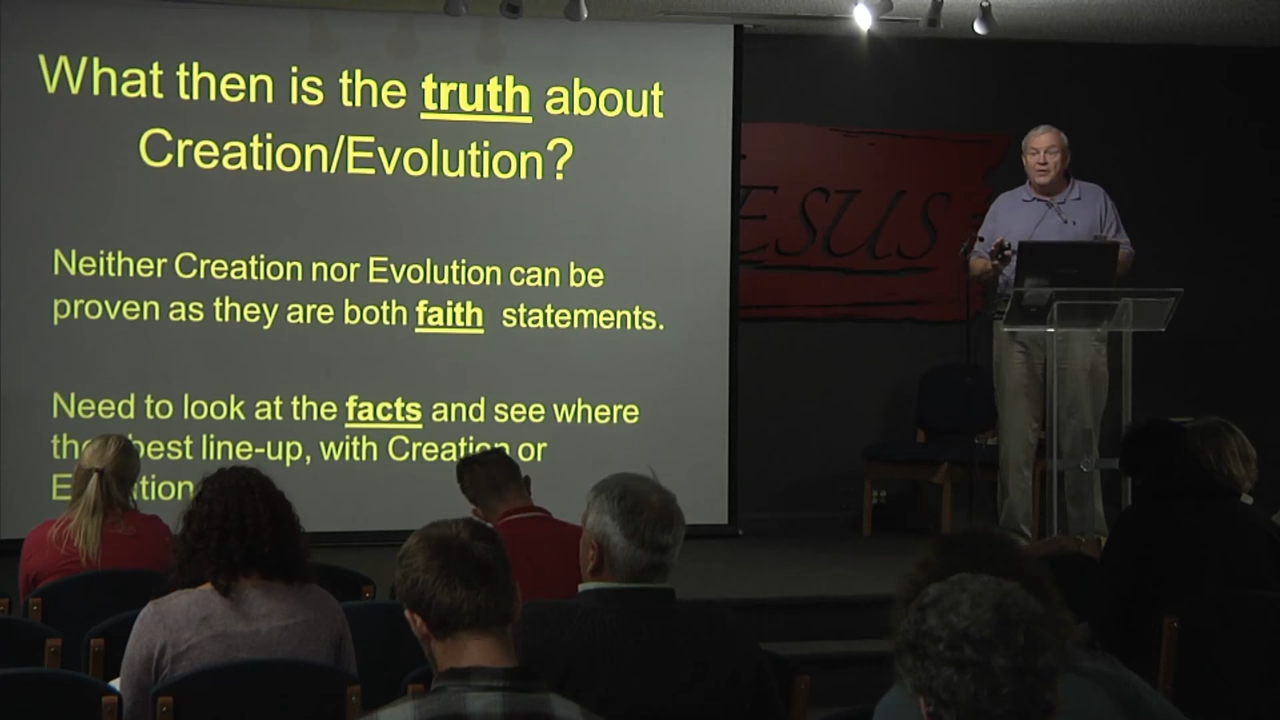 What then is the truth about
Creation/Evolution?
Neither Creation nor Evolution can be
proven as they are both faith statements.
Need to look at the facts and see where
best line-up, with Creation or
ESUS